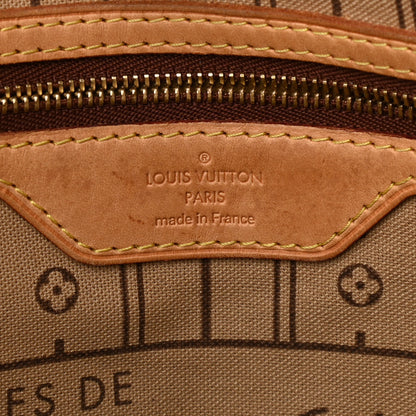 ®
LOUIS VUITTON
PARIS
made in France
ES DE